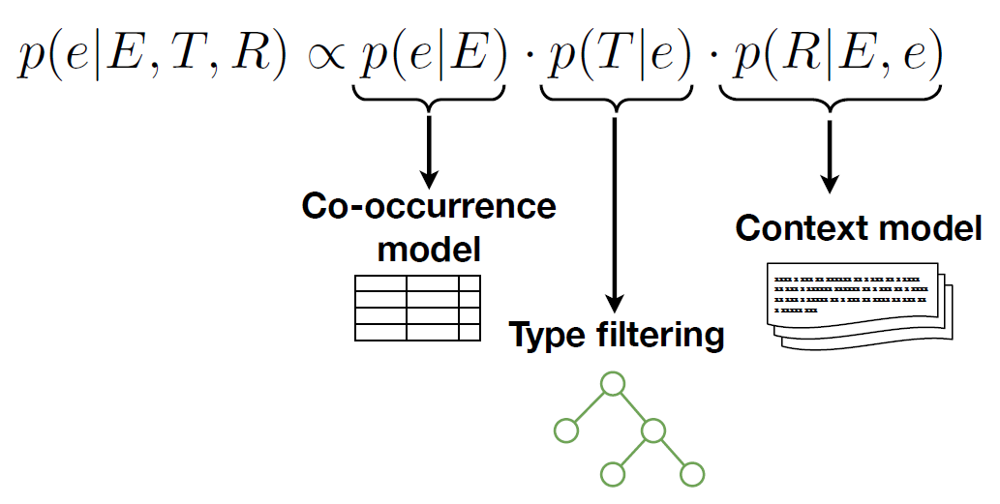 p(e|E, T, R) ∝ p(e|E) · p(T|e) · p(R|E, e)
Co-occurrence
model
Context model
Type filtering